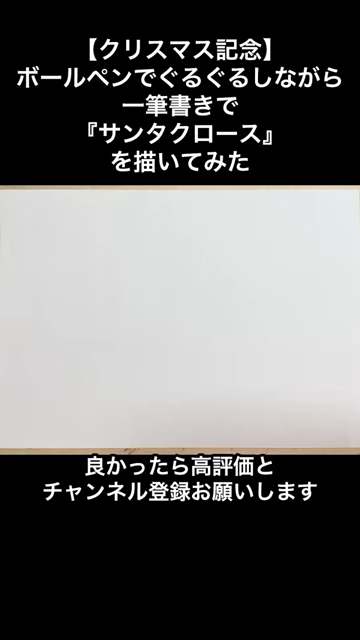 【クリスマス記念】
ボールペンでぐるぐるしながら
一筆書きで
『サンタクロース』
を描いてみた
良かったら高評価と
チャンネル登録お願いします